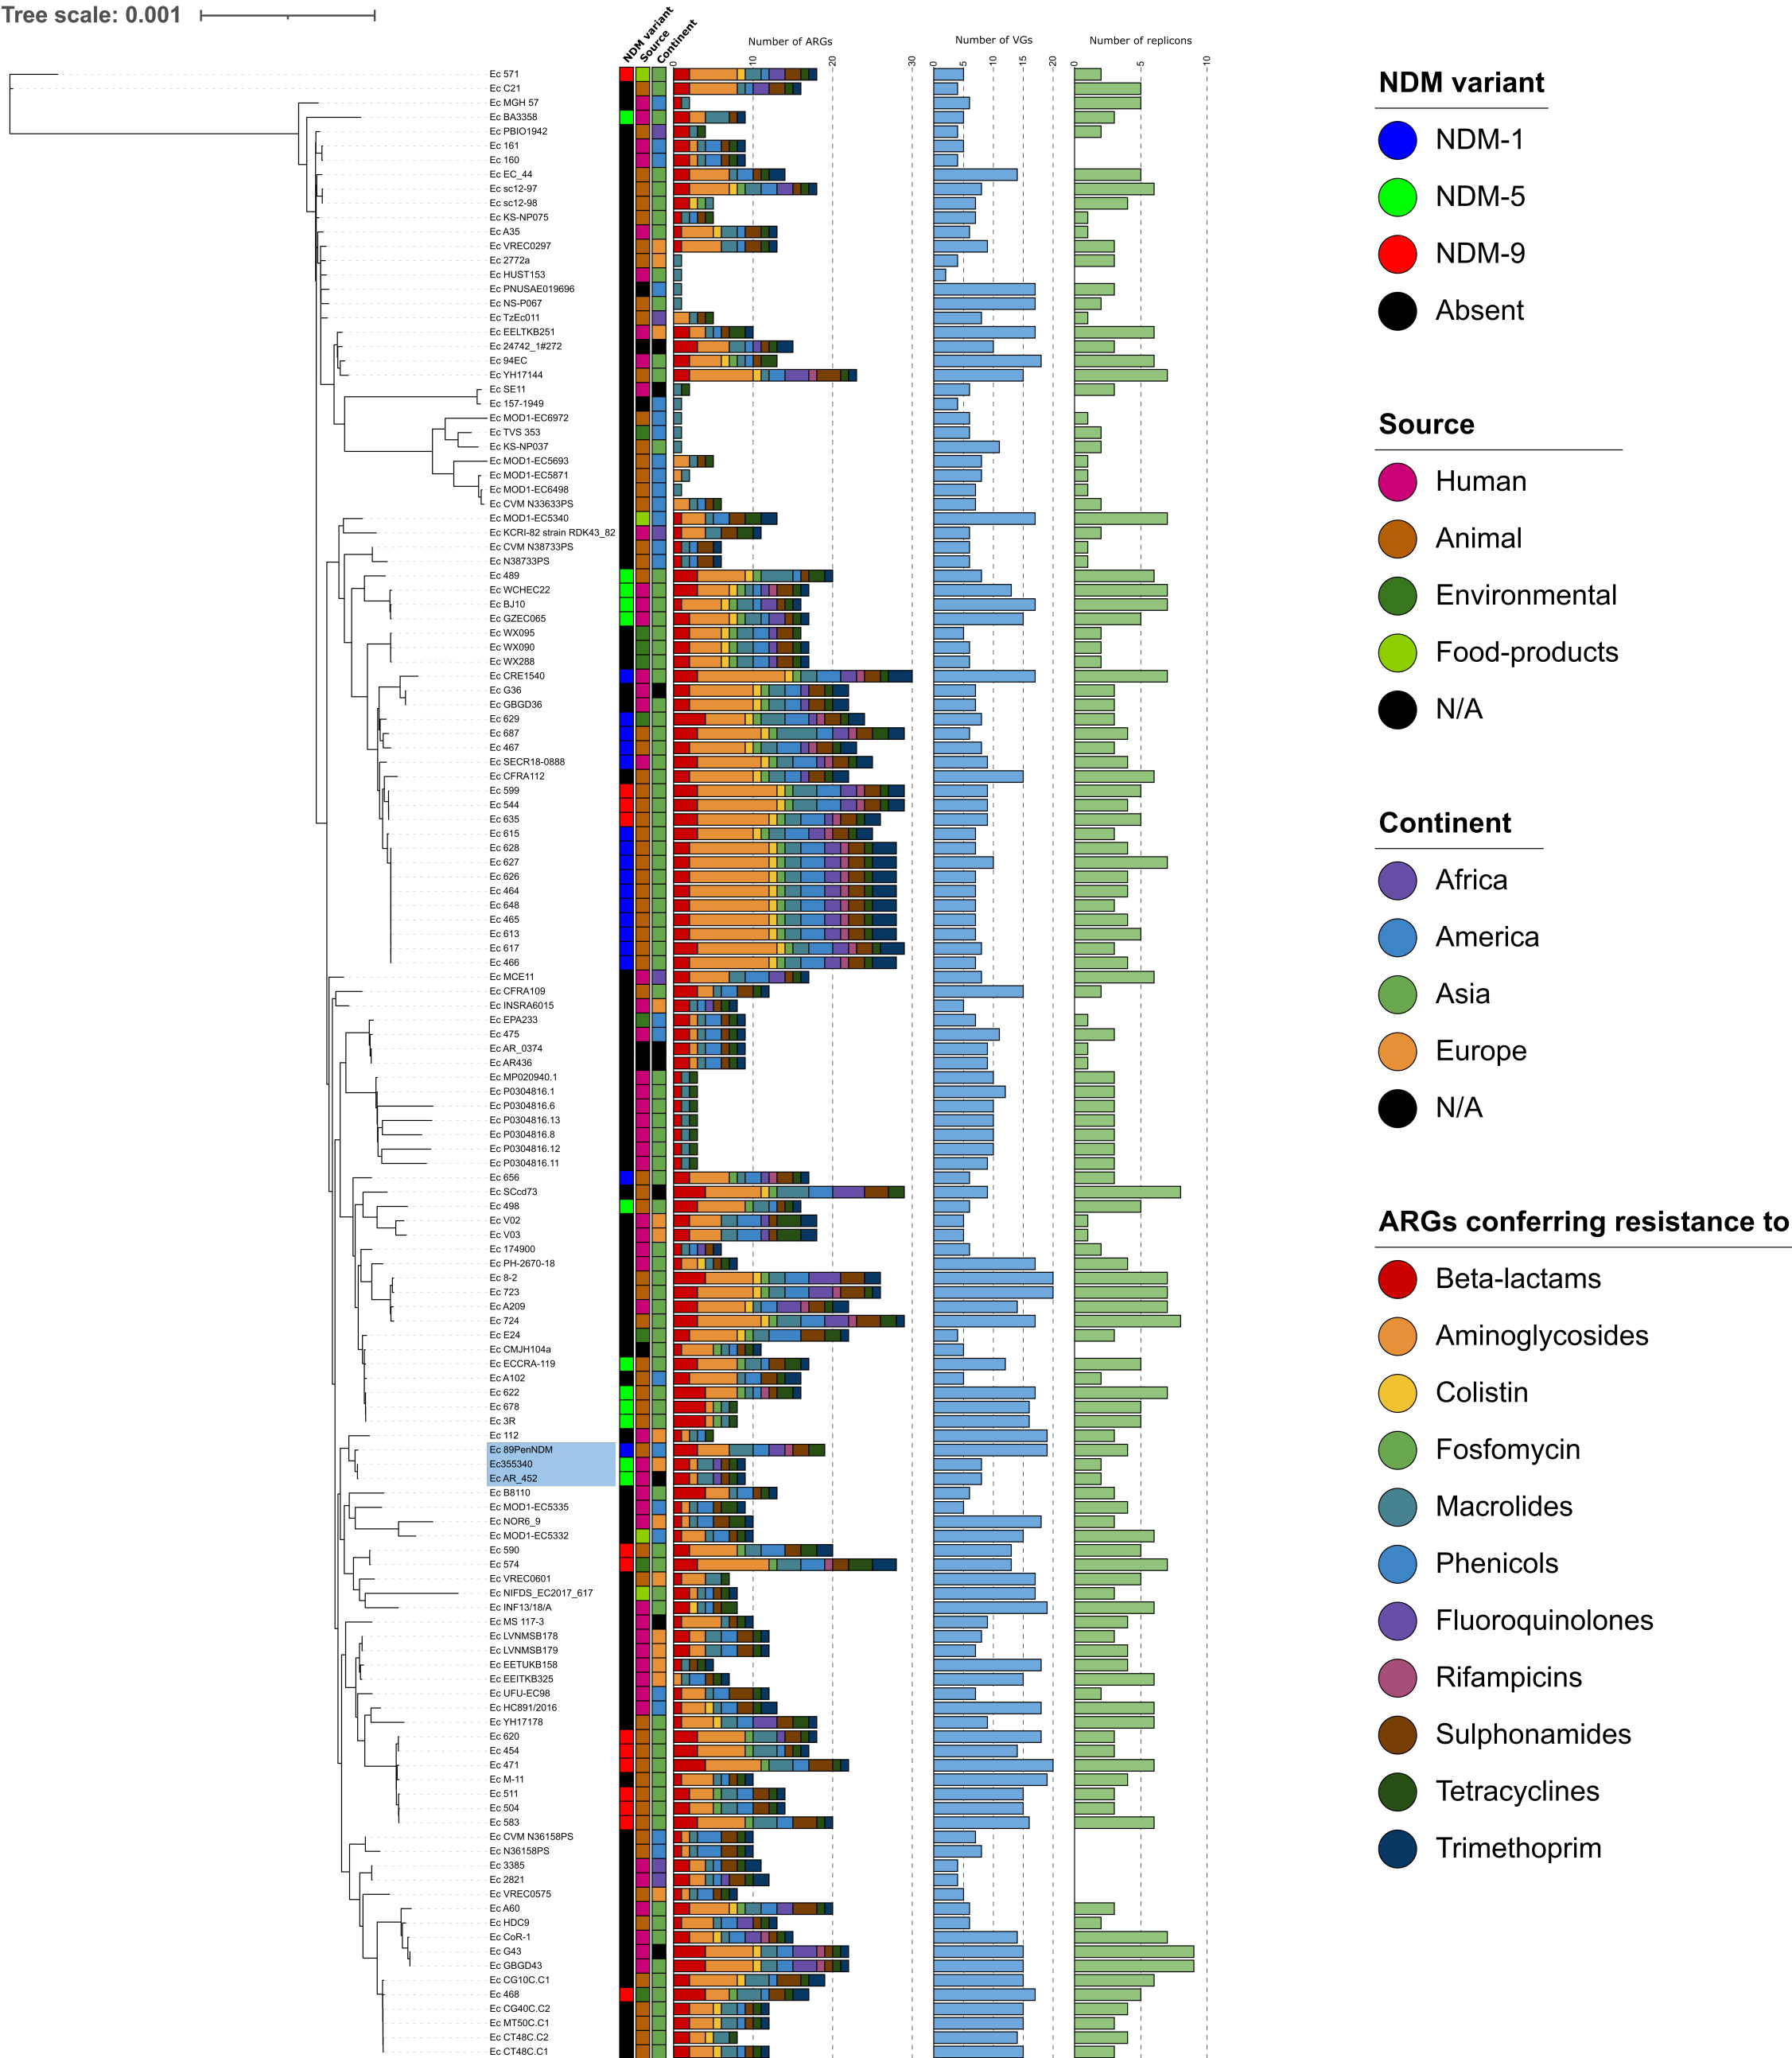 Tree scale: 0.001
NDM variant
Source
Continent
Number of ARGs
Number of VGs
Number of replicons
0 10 20 30
0 5 10 15 20
0 5 10
Ec 571
Ec C21
Ec MGH 57
Ec BA3358
Ec PBIO1942
Ec 161
Ec 160
Ec EC_44
Ec sc12-97
Ec sc12-98
Ec KS-NP075
Ec A35
Ec VREC0297
Ec 2772a
Ec HUST153
Ec PNUSAE019696
Ec NS-P067
Ec TzEc011
Ec EELTKB251
Ec 24742_1#272
Ec 94EC
Ec YH17144
Ec SE11
Ec 157-1949
Ec MOD1-EC6972
Ec TVS 353
Ec KS-NP037
Ec MOD1-EC5693
Ec MOD1-EC5871
Ec MOD1-EC6498
Ec CVM N33633PS
Ec MOD1-EC5340
Ec KCRI-82 strain RDK43_82
Ec CVM N38733PS
Ec N38733PS
Ec 489
Ec WCHEC22
Ec BJ10
Ec GZEC065
Ec WX095
Ec WX090
Ec WX288
Ec CRE1540
Ec G36
Ec GBGD36
Ec 629
Ec 687
Ec 467
Ec SECR18-0888
Ec CFRA112
Ec 599
Ec 544
Ec 635
Ec 615
Ec 628
Ec 627
Ec 626
Ec 464
Ec 648
Ec 465
Ec 613
Ec 617
Ec 466
Ec MCE11
Ec CFRA109
Ec INSRA6015
Ec EPA233
Ec 475
Ec AR_0374
Ec AR436
Ec MP020940.1
Ec P0304816.1
Ec P0304816.6
Ec P0304816.13
Ec P0304816.8
Ec P0304816.12
Ec P0304816.11
Ec 656
Ec SCcd73
Ec 498
Ec V02
Ec V03
Ec 174900
Ec PH-2670-18
Ec 8-2
Ec 723
Ec A209
Ec 724
Ec E24
Ec CMJH104a
Ec ECCRA-119
Ec A102
Ec 622
Ec 678
Ec 3R
Ec 112
Ec 89PenNDM
Ec355340
Ec AR_452
Ec B8110
Ec MOD1-EC5335
Ec NOR6_9
Ec MOD1-EC5332
Ec 590
Ec 574
Ec VREC0601
Ec NIFDS_EC2017_617
Ec INF13/18/A
Ec MS 117-3
Ec LVNMSB178
Ec LVNMSB179
Ec EETUKB158
Ec EEITKB325
Ec UFU-EC98
Ec HC891/2016
Ec YH17178
Ec 620
Ec 454
Ec 471
Ec M-11
Ec 511
Ec 504
Ec 583
Ec CVM N36158PS
Ec N36158PS
Ec 3385
Ec 2821
Ec VREC0575
Ec A60
Ec HDC9
Ec CoR-1
Ec G43
Ec GBGD43
Ec CG10C.C1
Ec 468
Ec CG40C.C2
Ec MT50C.C1
Ec CT48C.C2
Ec CT48C.C1
NDM variant
NDM-1
NDM-5
NDM-9
Absent
Source
Human
Animal
Environmental
Food-products
N/A
Continent
Africa
America
Asia
Europe
N/A
ARGs conferring resistance to
Beta-lactams
Aminoglycosides
Colistin
Fosfomycin
Macrolides
Phenicols
Fluoroquinolones
Rifampicins
Sulphonamides
Tetracyclines
Trimethoprim